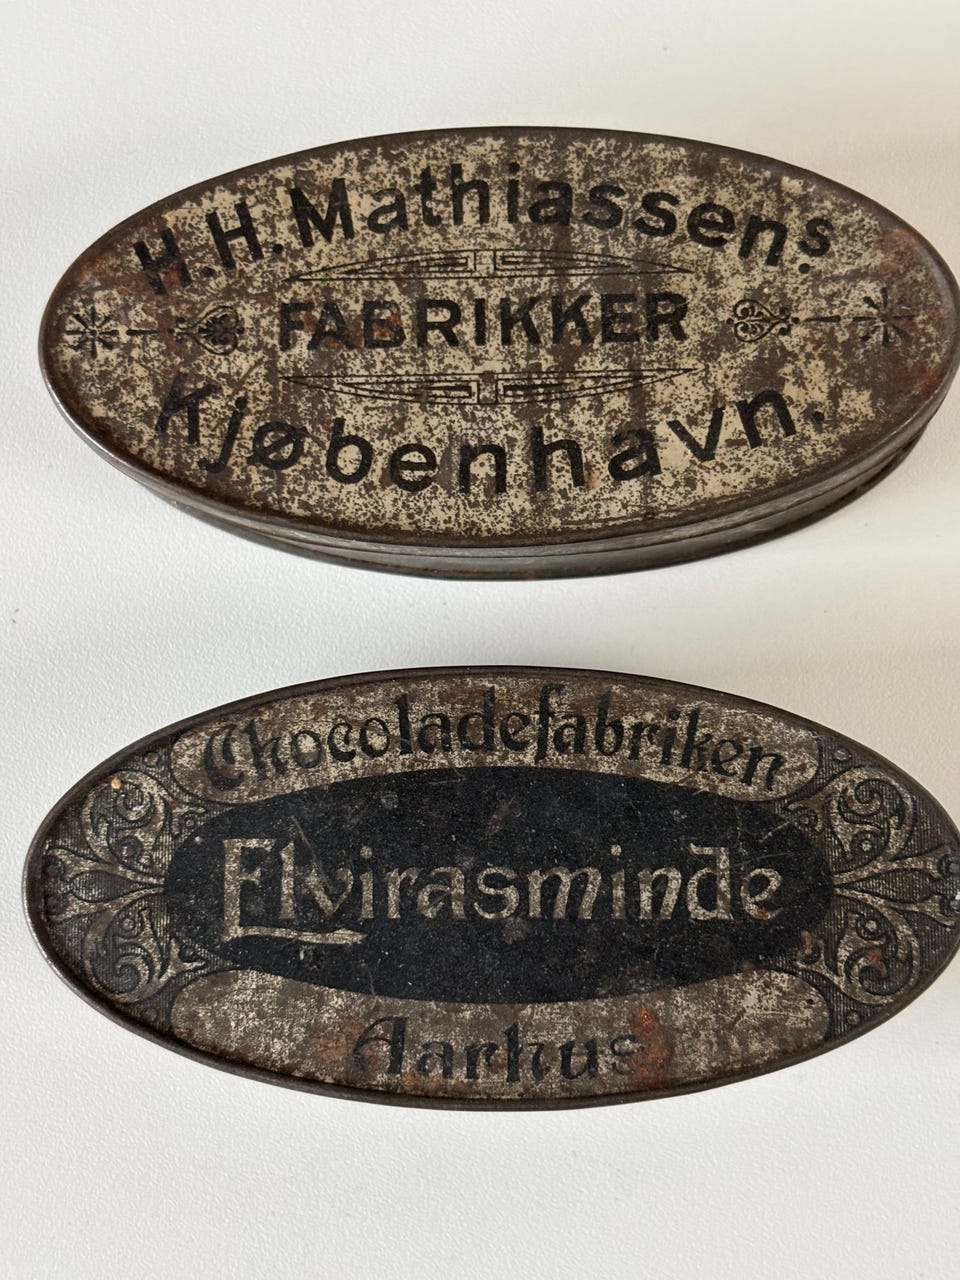 H.H.Mathiassens
FABRIKKER
Kjøbenhavn.
Chocoladefabriken
Elvirasminde
Aarhus